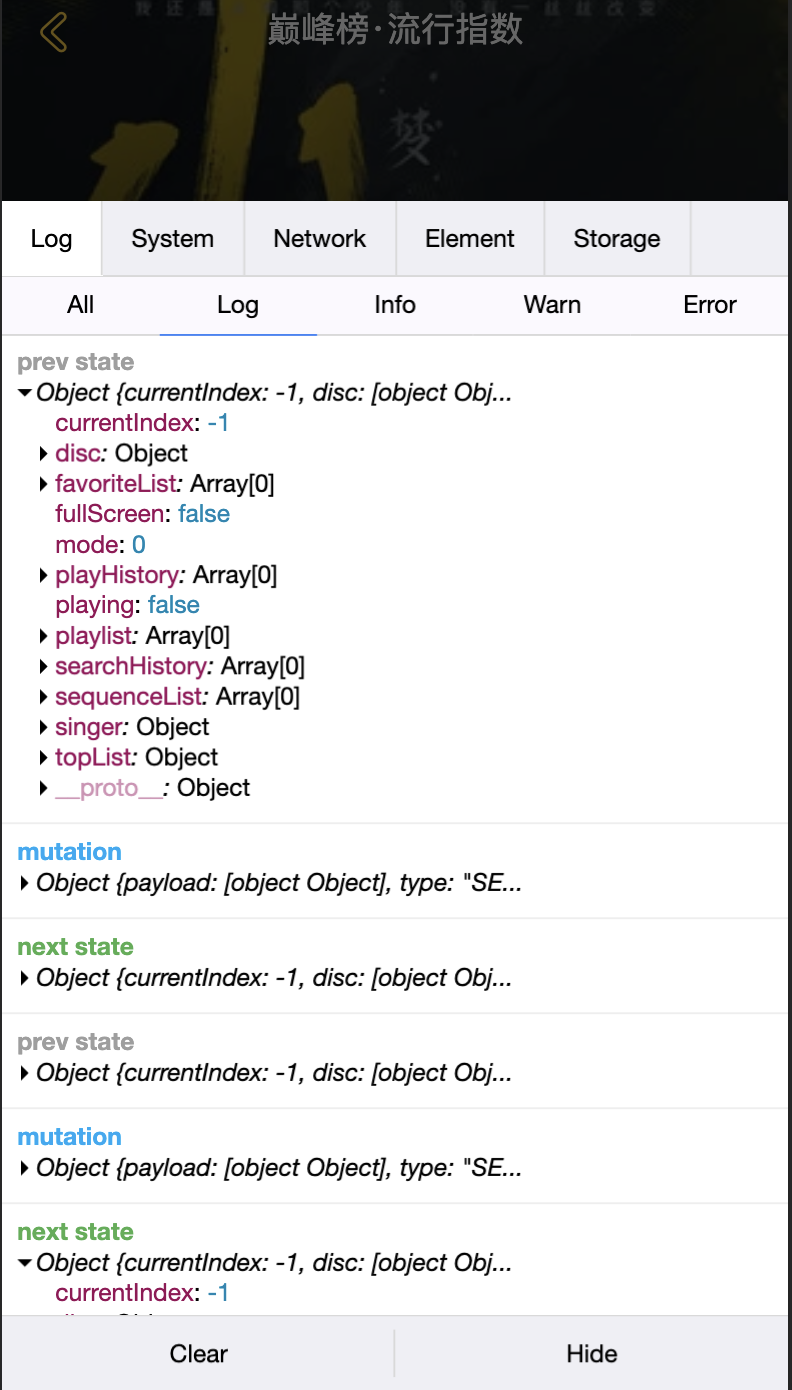 巅峰榜·流行指数
梦
Log System Network Element Storage
All Log Info Warn Error
prev state
Object {currentIndex: -1, disc: [object Obj...
currentIndex: -1
disc: Object
favoriteList: Array[0]
fullScreen: false
mode: 0
playHistory: Array[0]
playing: false
playlist: Array[0]
searchHistory: Array[0]
sequenceList: Array[0]
singer: Object
topList: Object
__proto__: Object
mutation
Object {payload: [object Object], type: "SE...
next state
Object {currentIndex: -1, disc: [object Obj...
prev state
Object {currentIndex: -1, disc: [object Obj...
mutation
Object {payload: [object Object], type: "SE...
next state
Object {currentIndex: -1, disc: [object Obj...
currentIndex: -1
Clear Hide